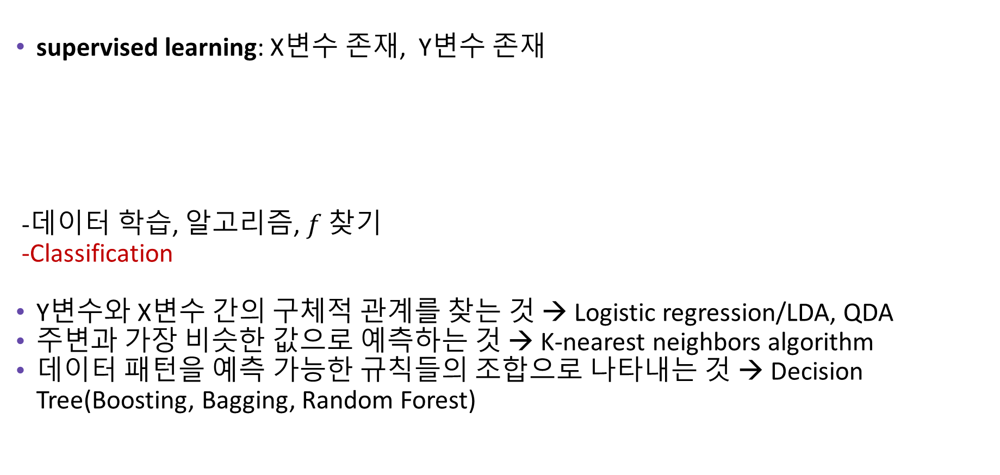 • supervised learning: X변수 존재, Y변수 존재
-데이터 학습, 알고리즘, f 찾기
-Classification
• Y변수와 X변수 간의 구체적 관계를 찾는 것 → Logistic regression/LDA, QDA
• 주변과 가장 비슷한 값으로 예측하는 것 → K-nearest neighbors algorithm
• 데이터 패턴을 예측 가능한 규칙들의 조합으로 나타내는 것 → Decision
Tree(Boosting, Bagging, Random Forest)